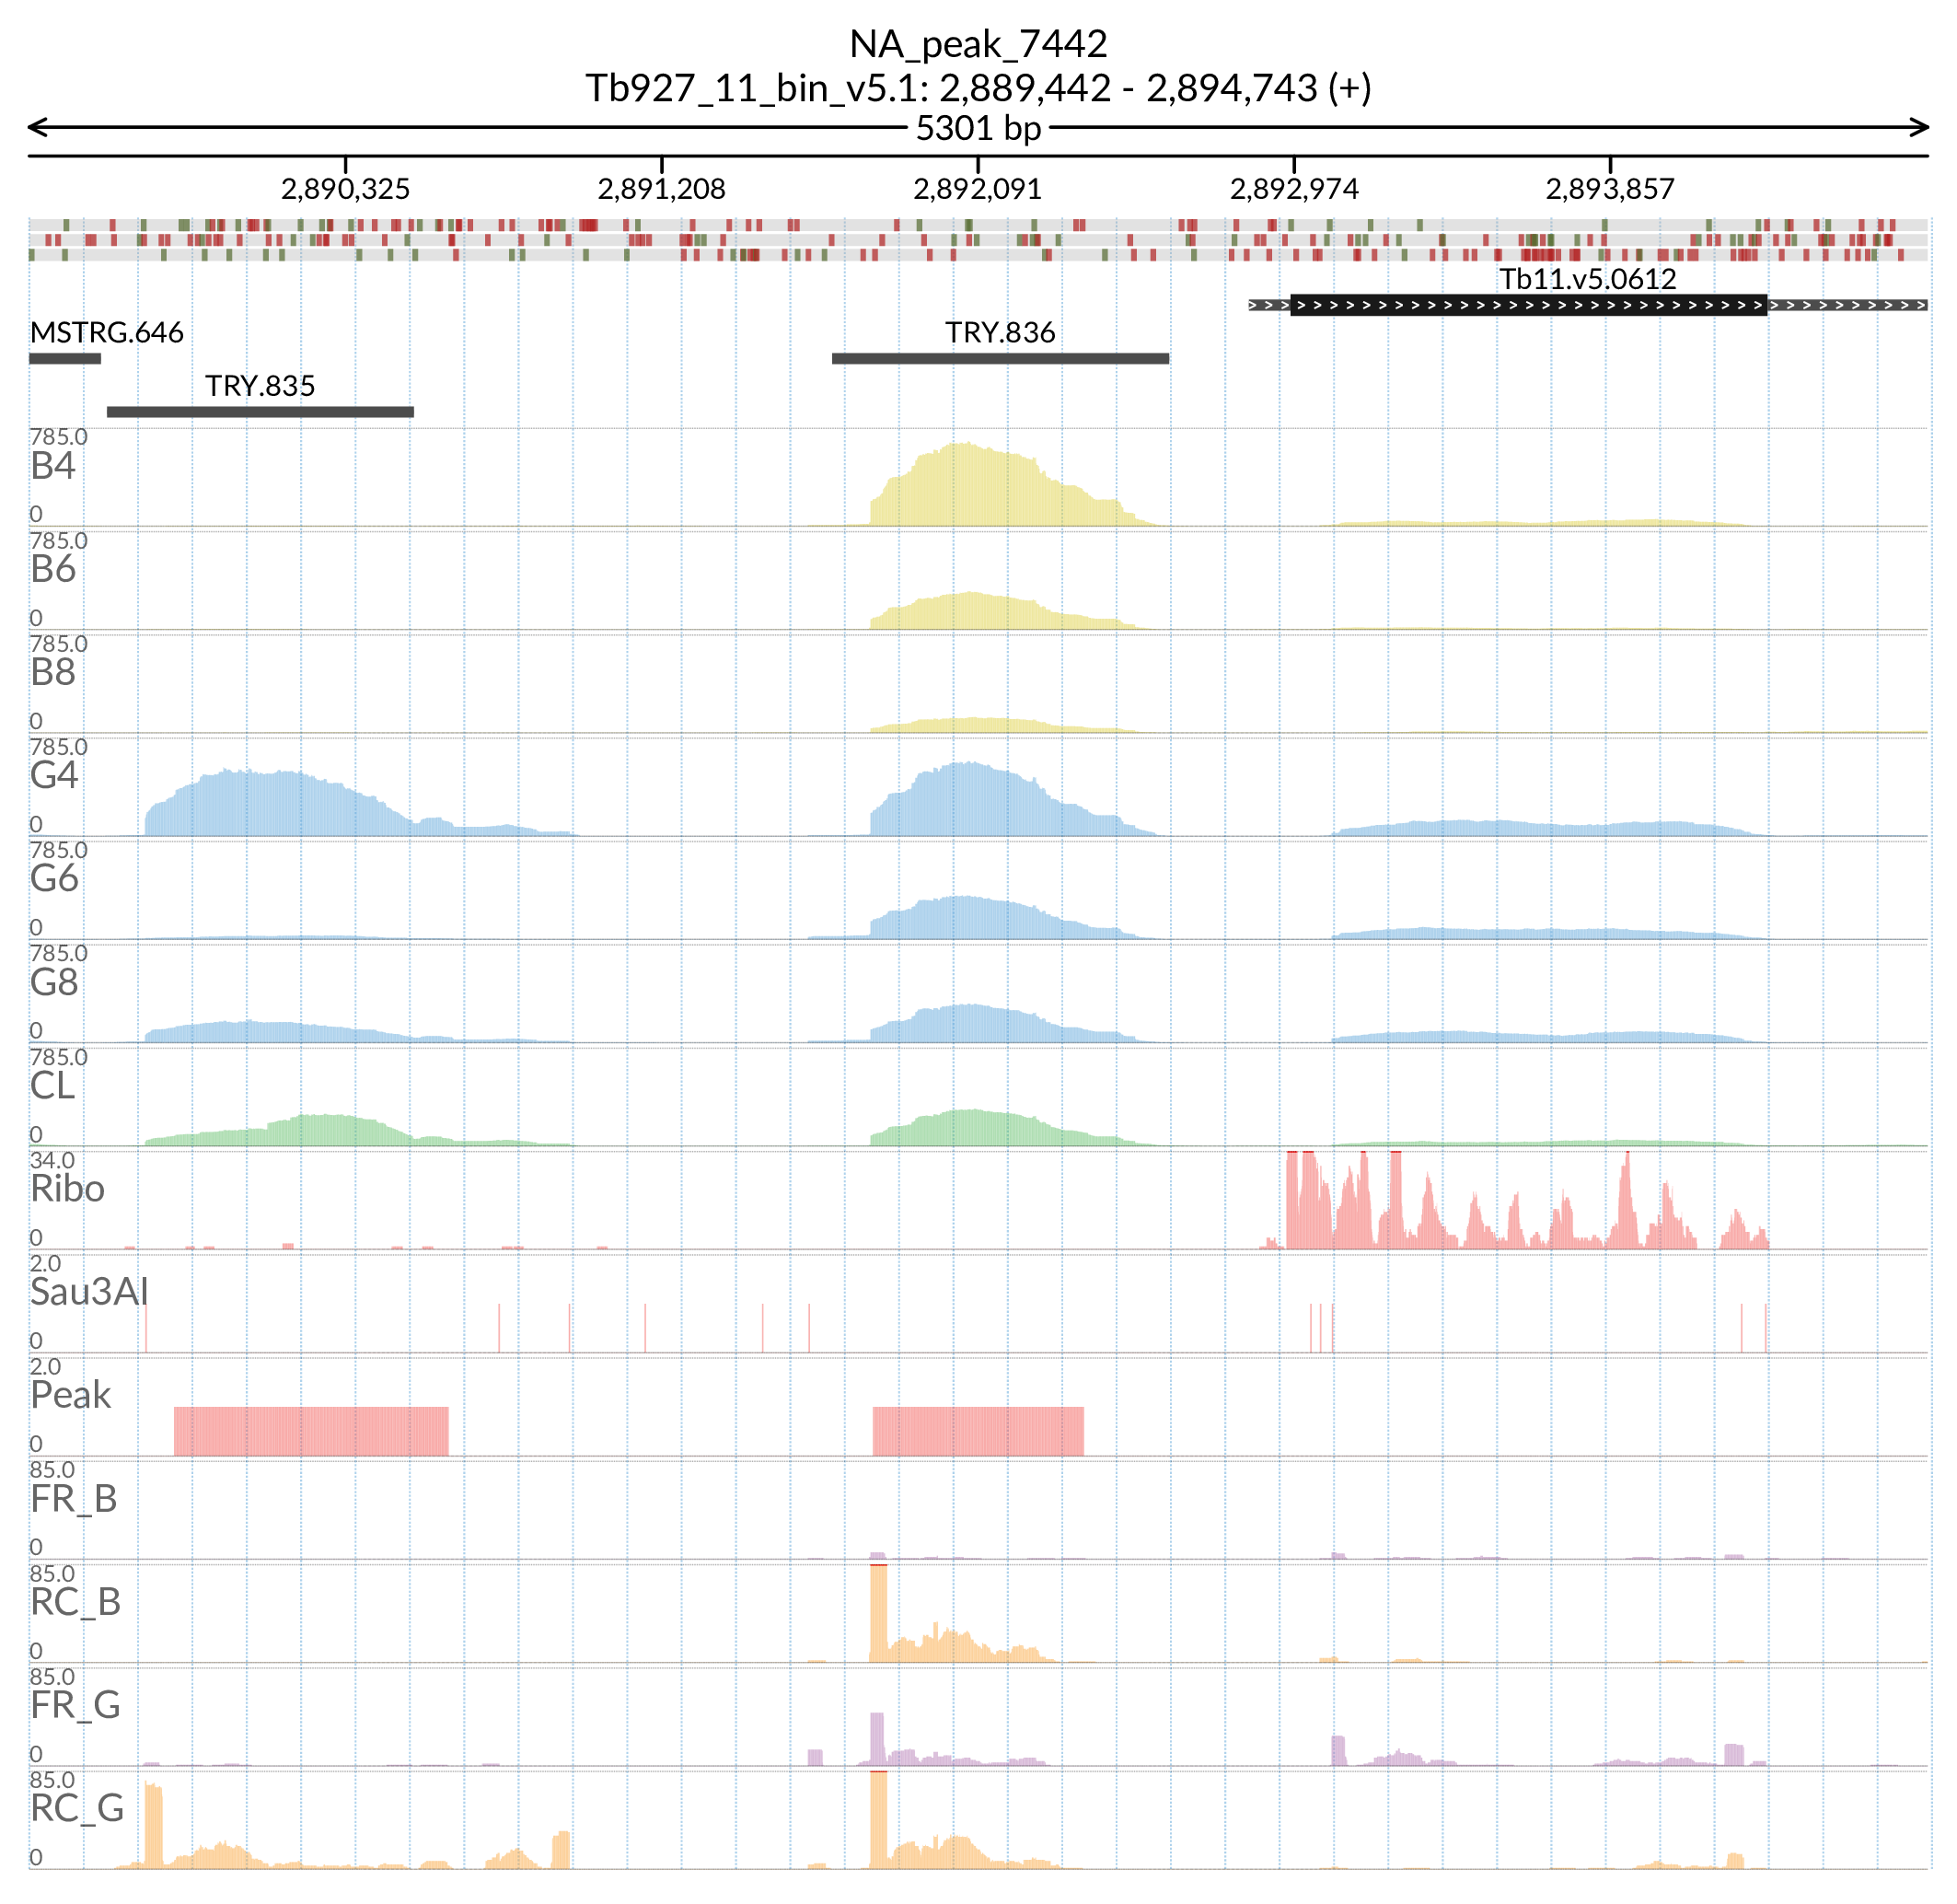 NA_peak_7442
Tb927_11_bin_v5.1: 2,889,442 - 2,894,743 (+)
5301 bp
2,890,325 2,891,208 2,892,091 2,892,974 2,893,857
Tb11.v5.0612
MSTRG.646 TRY.836
TRY.835
785.0
B4
0
785.0
B6
0
785.0
B8
0
785.0
G4
0
785.0
G6
0
785.0
G8
0
785.0
CL
0
34.0
Ribo
0
2.0
Sau3AI
0
2.0
Peak
0
85.0
FR_B
0
85.0
RC_B
0
85.0
FR_G
0
85.0
RC_G
0